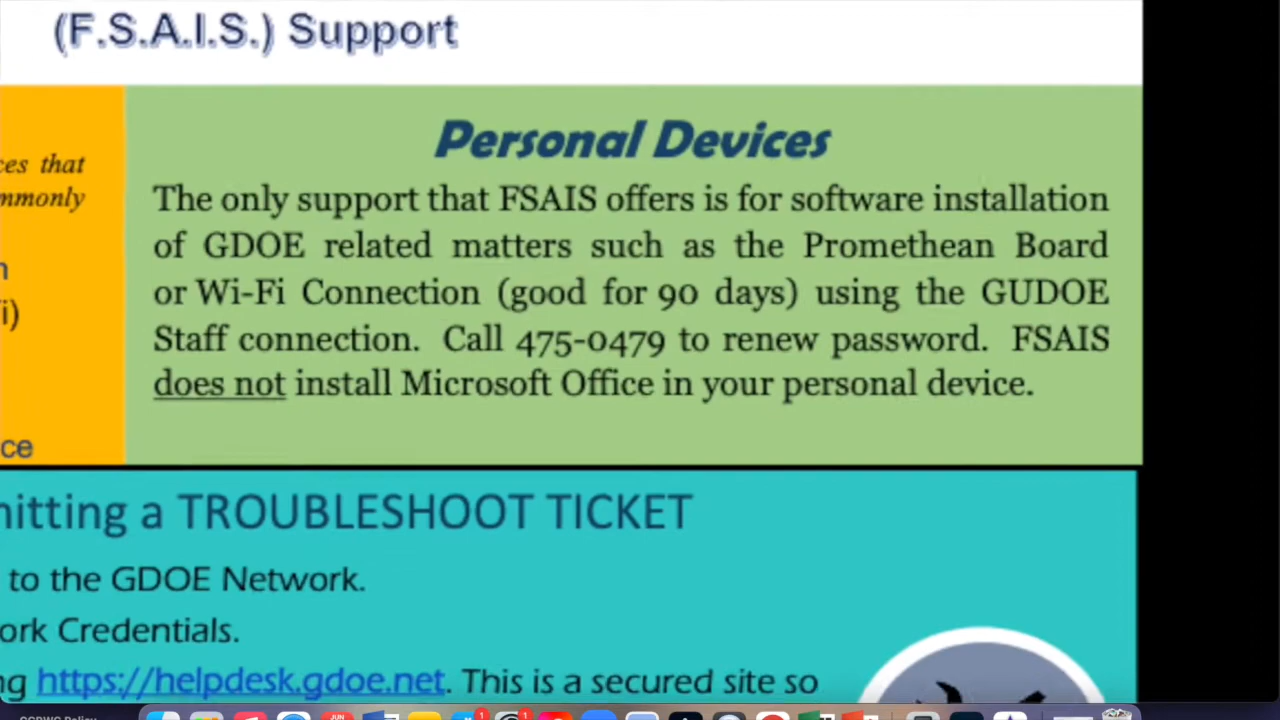 (F.S.A.I.S.) Support
ces that
mmonly
n
i)
ce
Personal Devices
The only support that FSAIS offers is for software installation
of GDOE related matters such as the Promethean Board
or Wi-Fi Connection (good for 90 days) using the GUDOE
Staff connection. Call 475-0479 to renew password. FSAIS
does not install Microsoft Office in your personal device.
nitting a TROUBLESHOOT TICKET
to the GDOE Network.
ork Credentials.
ng https://helpdesk.gdoe.net. This is a secured site so
JUN
1
1